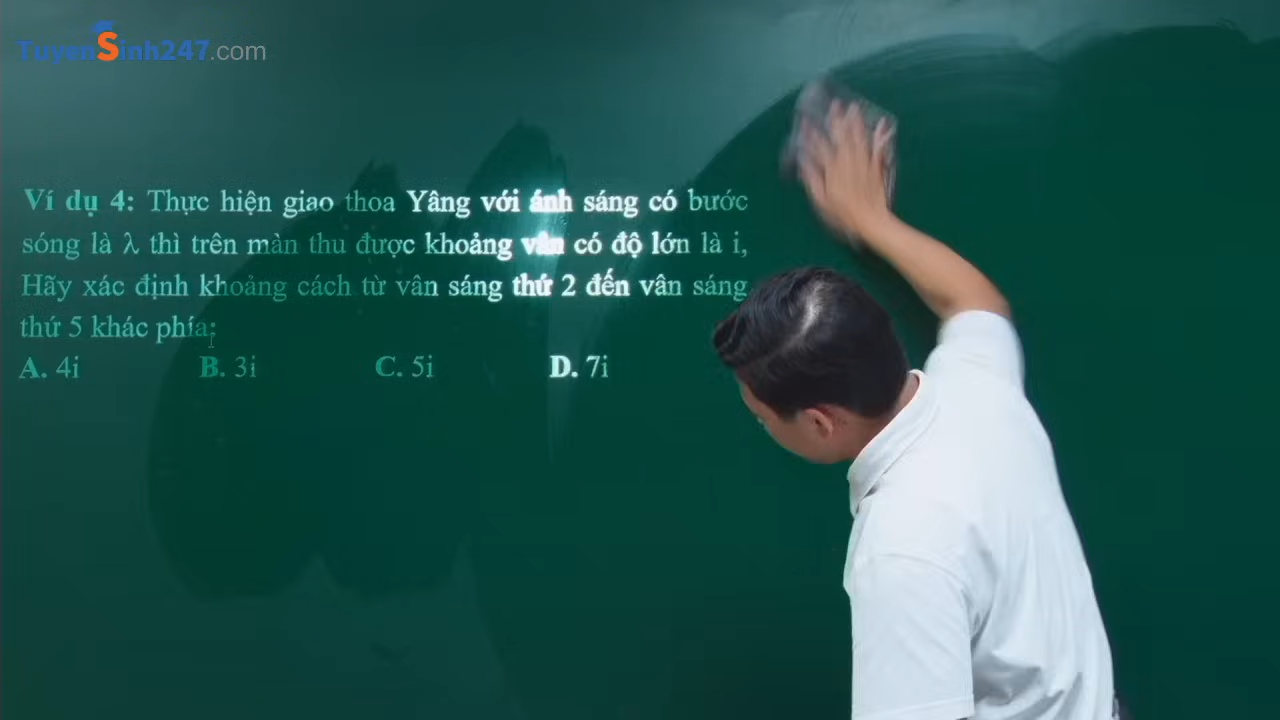 TuyenSinh247.com
Ví dụ 4: Thực hiện giao thoa Yâng với ánh sáng có bước
sóng là λ thì trên màn thu được khoảng vân có độ lớn là i,
Hãy xác định khoảng cách từ vân sáng thứ 2 đến vân sáng
thứ 5 khác phía:
A. 4i B. 3i C. 5i D. 7i